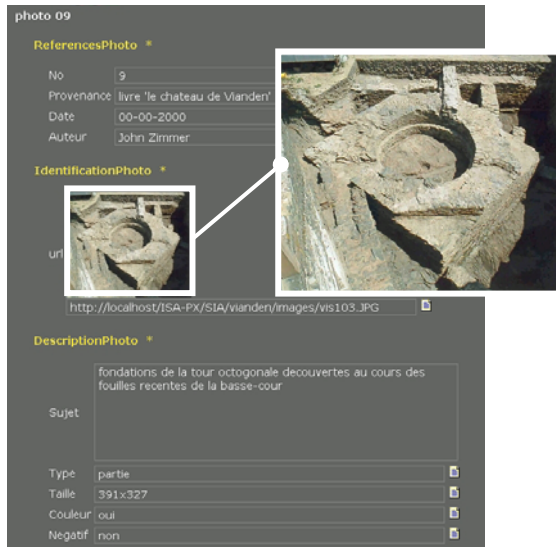 photo 09
ReferencesPhoto *
No 9
Provenance livre 'le chateau de Vianden'
Date 00-00-2000
Auteur John Zimmer
IdentificationPhoto *
url
http://localhost/ISA-PX/SIA/vianden/images/vis103.JPG
DescriptionPhoto *
fondations de la tour octogonale decouvertes au cours des
fouilles recentes de la basse-cour
Sujet
Type partie
Taille 391x327
Couleur oui
Negatif non